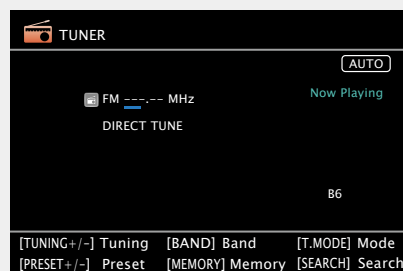 TUNER
AUTO
FM ___.-- MHz
Now Playing
DIRECT TUNE
B6
[TUNING+/-] Tuning [BAND] Band [T.MODE] Mode
[PRESET+/-] Preset [MEMORY] Memory [SEARCH] Search